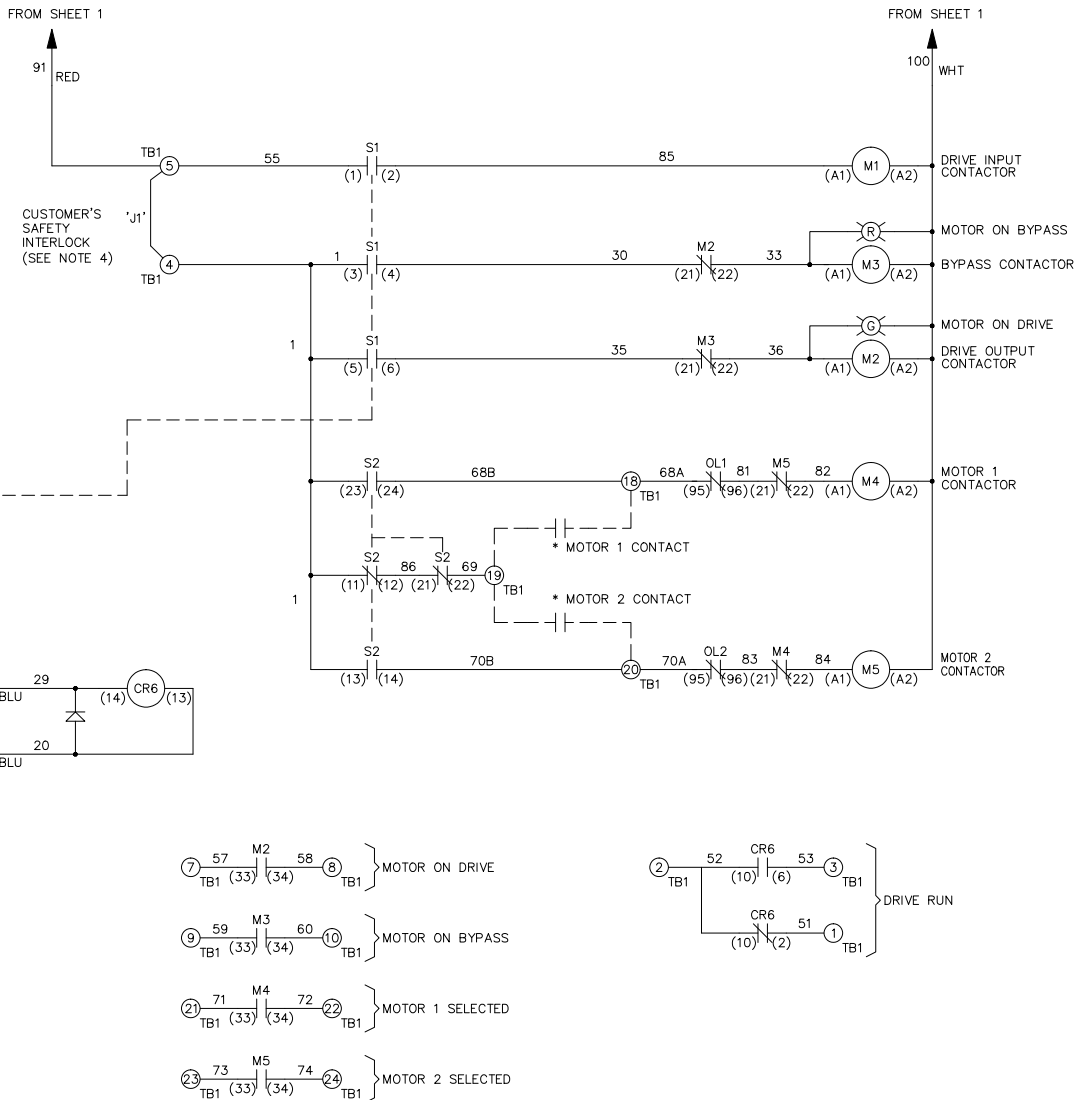 FROM SHEET 1 FROM SHEET 1
91 RED 100 WHT
TB1 5 55 S1 (1) (2) 85 (A1) M1 (A2) DRIVE INPUT
CONTACTOR
CUSTOMER'S 'J1'
SAFETY
INTERLOCK
(SEE NOTE 4)
R MOTOR ON BYPASS
4 TB1 1 S1 (3) (4) 30 M2 (21) (22) 33 (A1) M3 (A2) BYPASS CONTACTOR
G MOTOR ON DRIVE
1 S1 (5) (6) 35 M3 (21) (22) 36 (A1) M2 (A2) DRIVE OUTPUT
CONTACTOR
S2 (23) (24) 68B 18 TB1 68A OL1 (95) (96) 81 M5 (21) (22) 82 (A1) M4 (A2) MOTOR 1
CONTACTOR
* MOTOR 1 CONTACT
S2 (11) (12) 86 S2 (21) (22) 69 19 TB1
1 * MOTOR 2 CONTACT
S2 (13) (14) 70B 20 TB1 70A OL2 (95) (96) 83 M4 (21) (22) 84 (A1) M5 (A2) MOTOR 2
CONTACTOR
29 BLU (14) CR6 (13)
20 BLU
7 TB1 57 M2 (33) (34) 58 8 TB1 MOTOR ON DRIVE
9 TB1 59 M3 (33) (34) 60 10 TB1 MOTOR ON BYPASS
21 TB1 71 M4 (33) (34) 72 22 TB1 MOTOR 1 SELECTED
23 TB1 73 M5 (33) (34) 74 24 TB1 MOTOR 2 SELECTED
2 TB1 52 CR6 (10) (6) 53 3 TB1
DRIVE RUN
CR6 (10) (2) 51 1 TB1